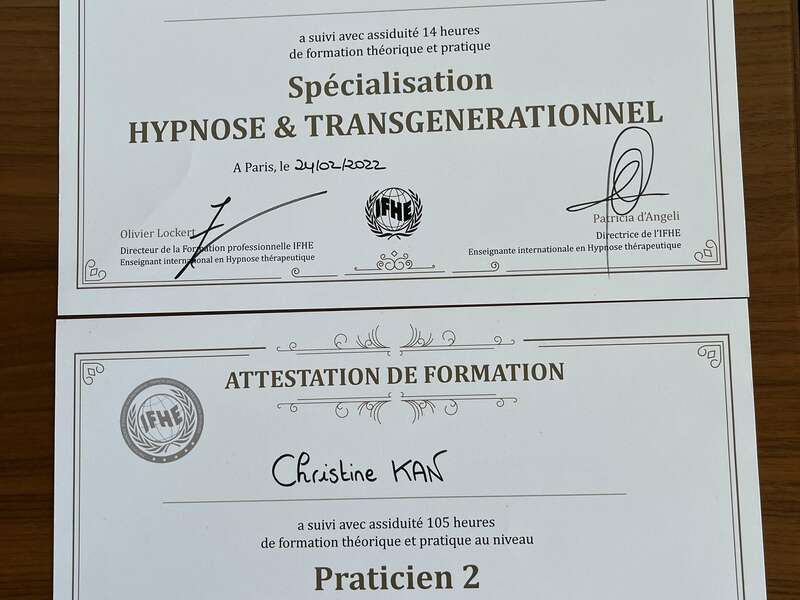 a suivi avec assiduité 14 heures
de formation théorique et pratique
Spécialisation
HYPNOSE & TRANSGENERATIONNEL
A Paris, le 24/02/2022
IFHE
Olivier Lockert
Directeur de la Formation professionnelle IFHE
Enseignant international en Hypnose thérapeutique
Patricia d'Angeli
Directrice de l'IFHE
Enseignante internationale en Hypnose thérapeutique
ATTESTATION DE FORMATION
IFHE
Christine KAN
a suivi avec assiduité 105 heures
de formation théorique et pratique au niveau
Praticien 2